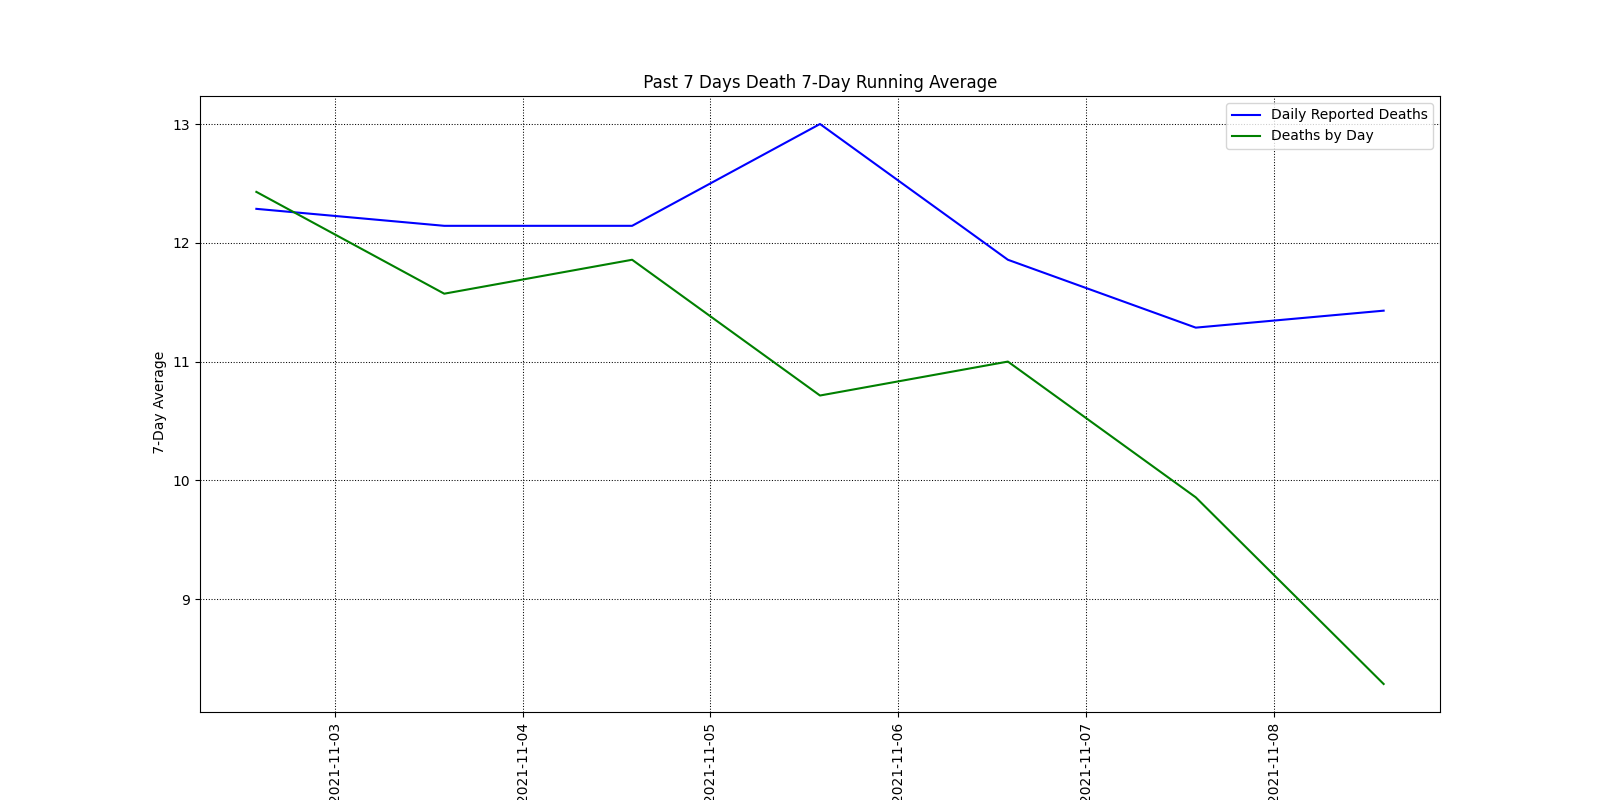 Past 7 Days Death 7-Day Running Average
Daily Reported Deaths
Deaths by Day
7-Day Average
13
12
11
10
9
2021-11-03
2021-11-04
2021-11-05
2021-11-06
2021-11-07
2021-11-08